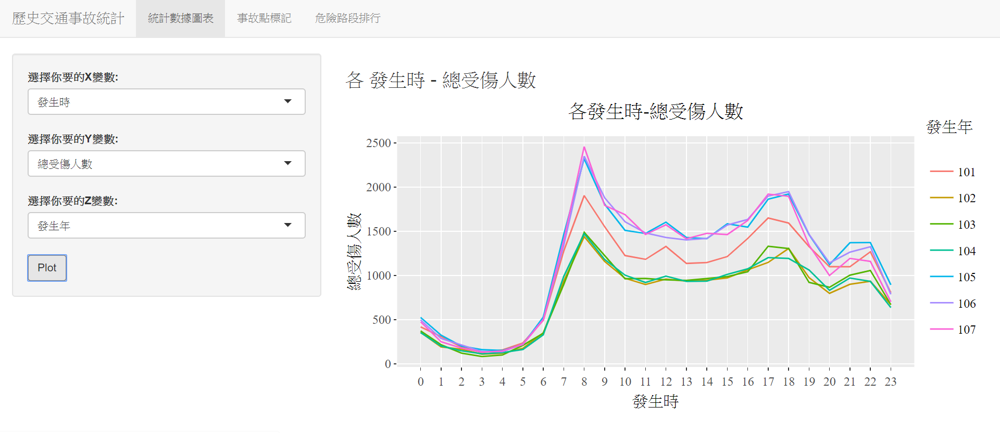 歷史交通事故統計 統計數據圖表 事故點標記 危險路段排行
選擇你要的X變數:
發生時
選擇你要的Y變數:
總受傷人數
選擇你要的Z變數:
發生年
Plot
各 發生時 - 總受傷人數
各發生時-總受傷人數
總受傷人數
2500
2000
1500
1000
500
0
0 1 2 3 4 5 6 7 8 9 10 11 12 13 14 15 16 17 18 19 20 21 22 23
發生時
發生年
101
102
103
104
105
106
107